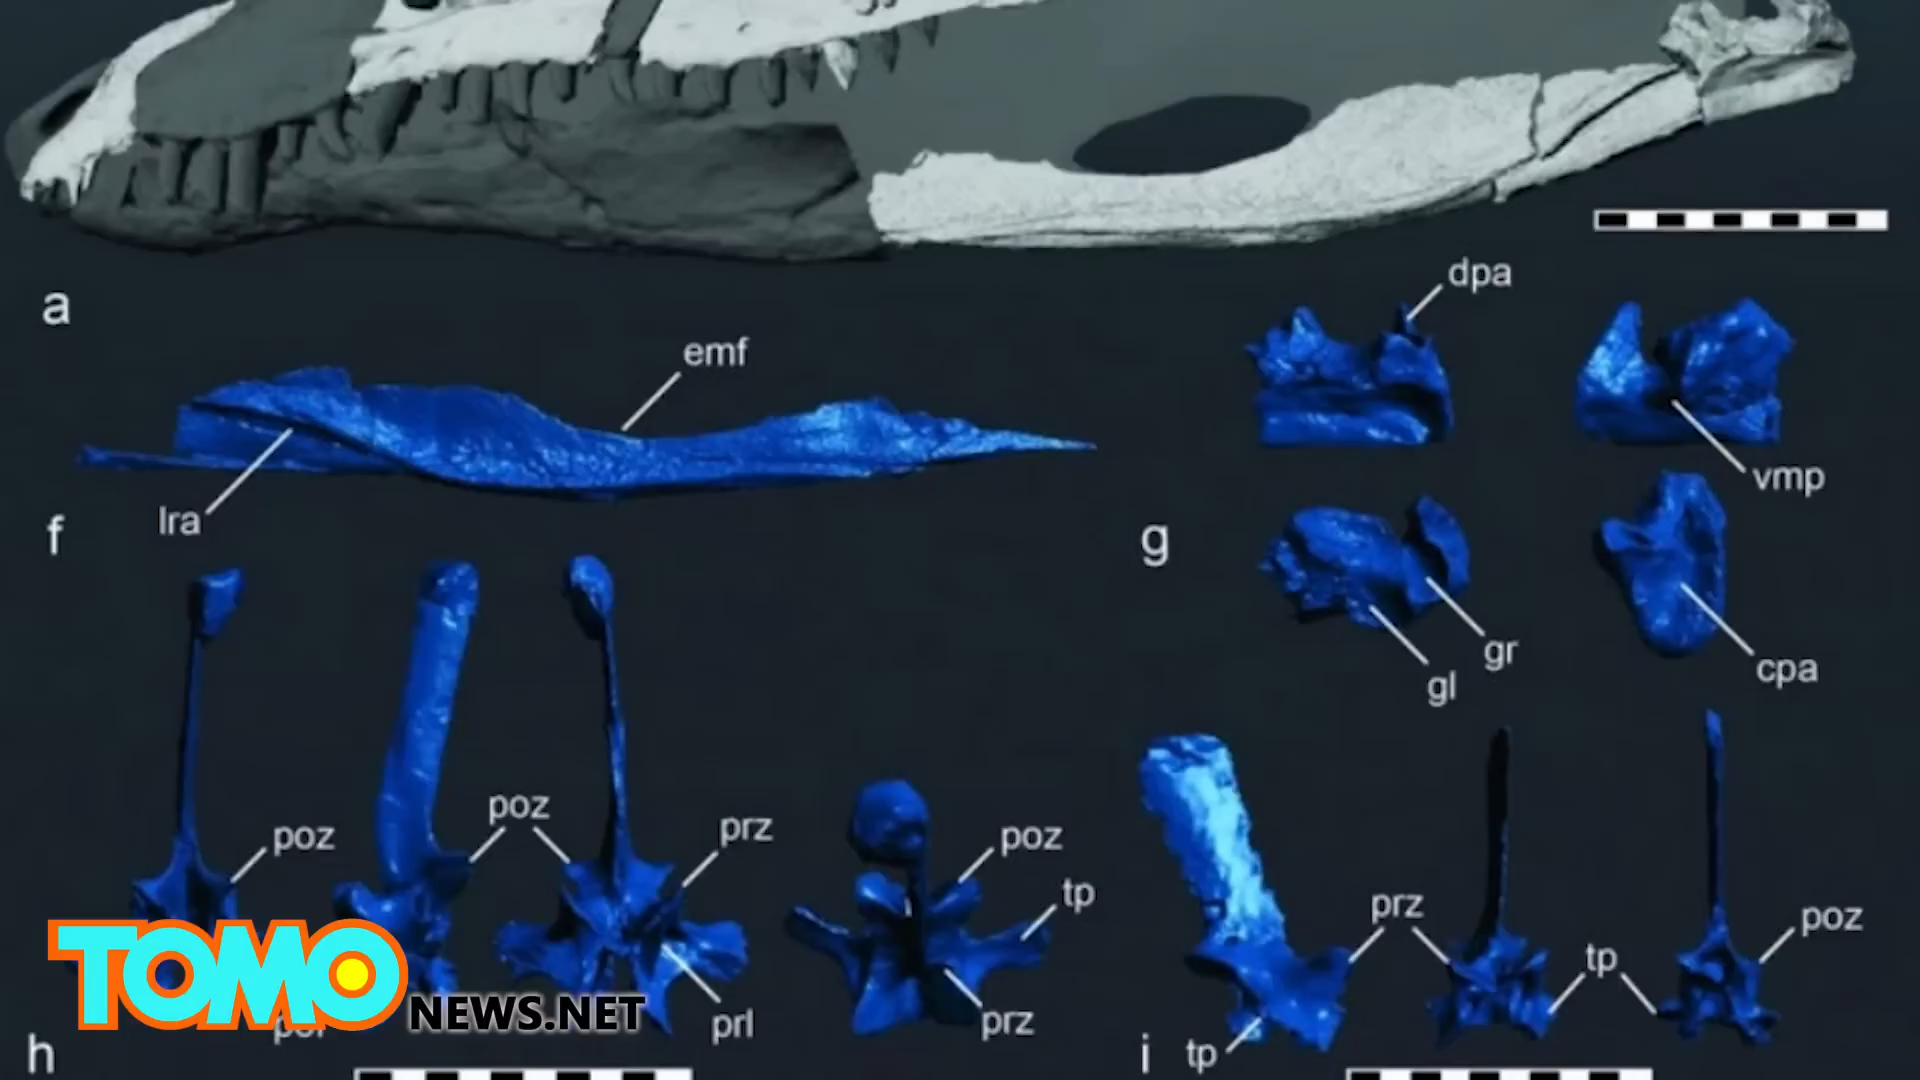 a
dpa
emf
lra
vmp
f
g
gr
gl
cpa
poz
poz
prz
poz
tp
prz
tp
poz
prl
prz
h
i
tp
TOMO
NEWS.NET